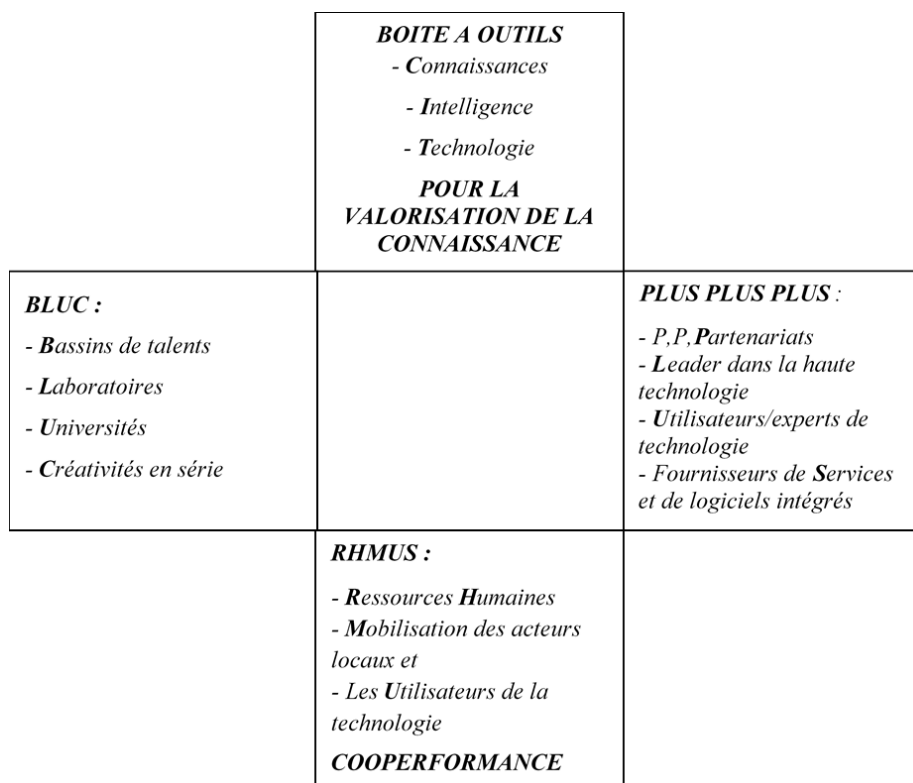 BOITE A OUTILS
- Connaissances
- Intelligence
- Technologie
POUR LA
VALORISATION DE LA
CONNAISSANCE
BLUC :
- Bassins de talents
- Laboratoires
- Universités
- Créativités en série
PLUS PLUS PLUS :
- P,P,Partenariats
- Leader dans la haute
technologie
- Utilisateurs/experts de
technologie
- Fournisseurs de Services
et de logiciels intégrés
RHMUS :
- Ressources Humaines
- Mobilisation des acteurs
locaux et
- Les Utilisateurs de la
technologie
COOPERFORMANCE